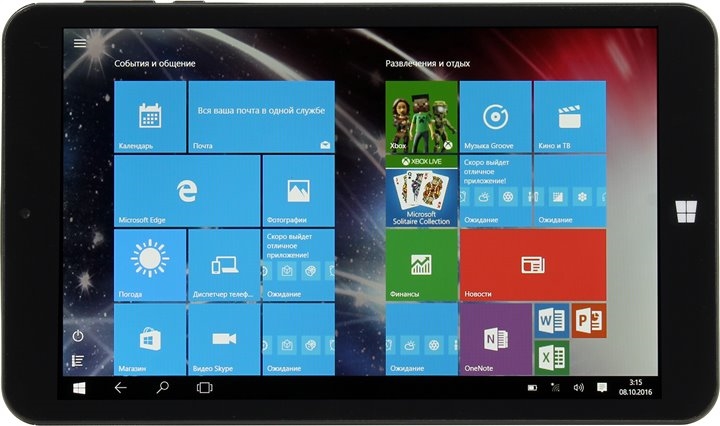 События и общение
Развлечения и отдых
Календарь
Вся ваша почта в одной службе
Почта
Xbox
Музыка Groove
Кино и ТВ
Microsoft Edge
Фотографии
XBOX LIVE
Microsoft
Solitaire Collection
Скоро выйдет
отличное
приложение!
Ожидание
Ожидание
Погода
Диспетчер телеф...
Скоро выйдет
отличное
приложение!
Ожидание
Финансы
Новости
Магазин
Видео Skype
Ожидание
Ожидание
OneNote
W
P
X
N
3:15
08.10.2016